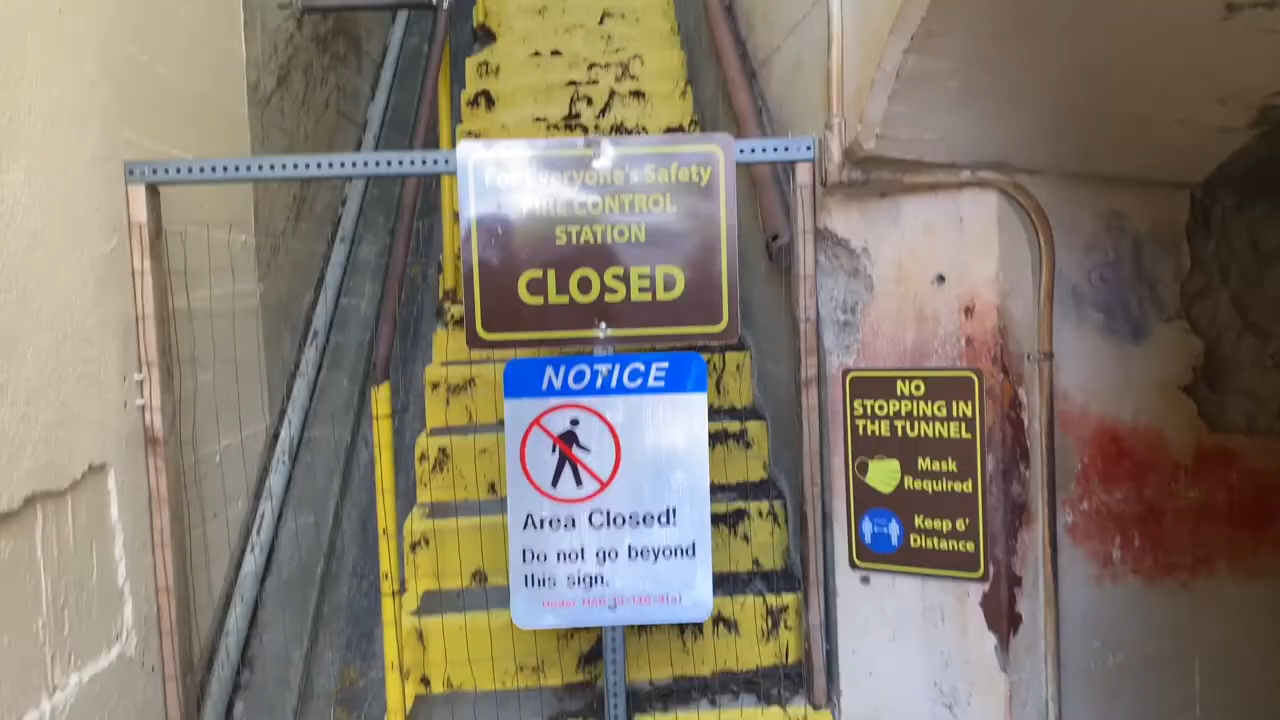 For Everyone's Safety
FIRE CONTROL
STATION
CLOSED
NOTICE
Area Closed!
Do not go beyond
this sign.
NO
STOPPING IN
THE TUNNEL
Mask
Required
Keep 6'
Distance